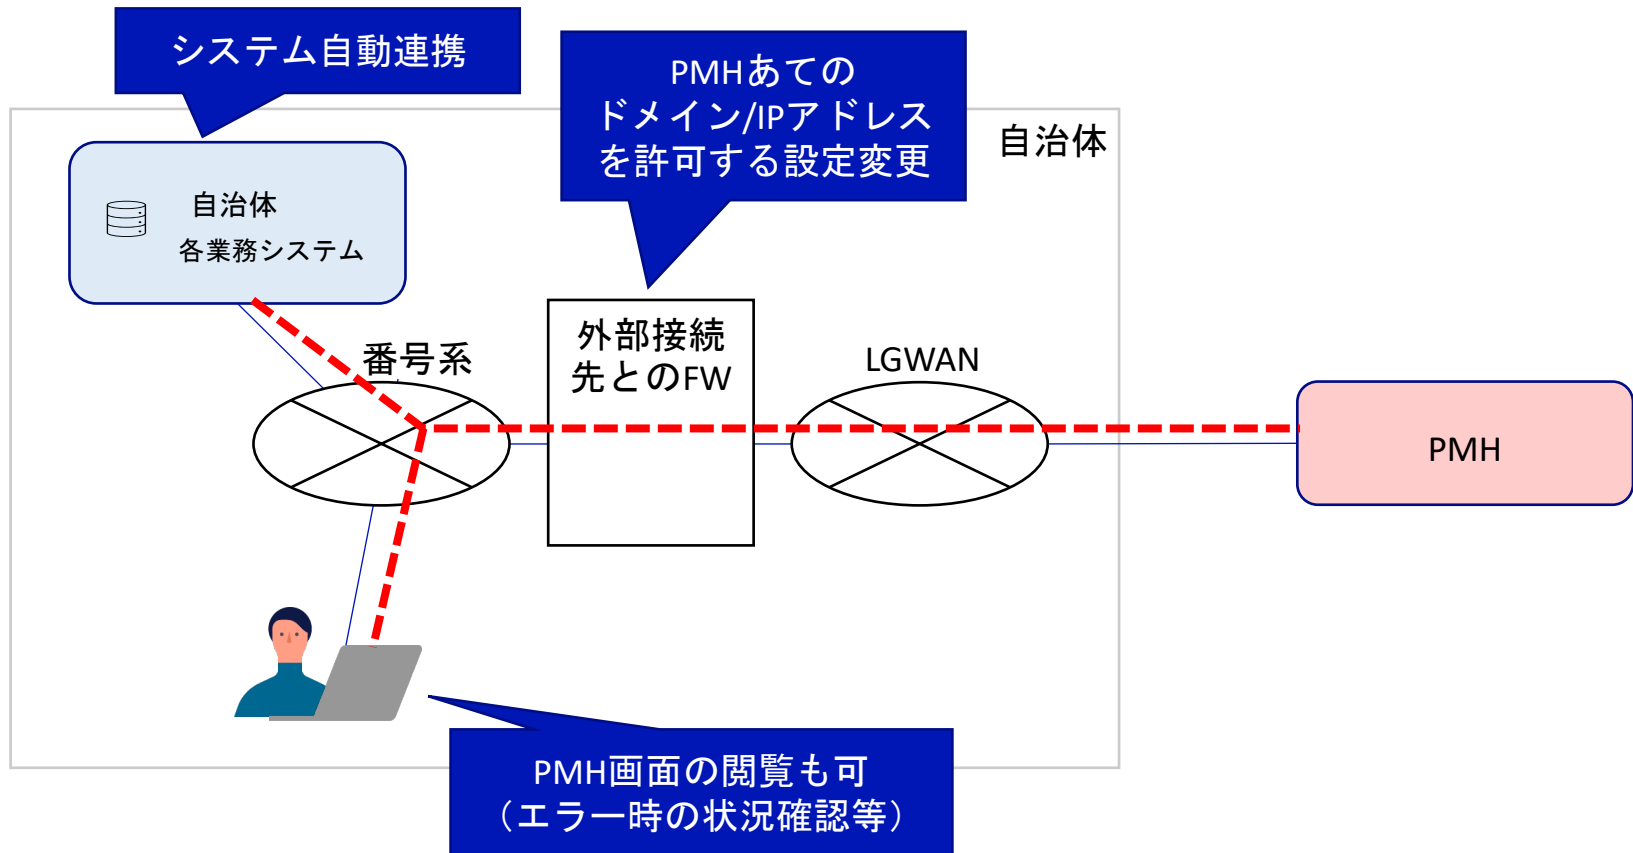 システム自動連携
PMHあての
ドメイン/IPアドレス
を許可する設定変更
自治体
自治体
各業務システム
番号系
外部接続
先とのFW
LGWAN
PMH
PMH画面の閲覧も可
（エラー時の状況確認等）